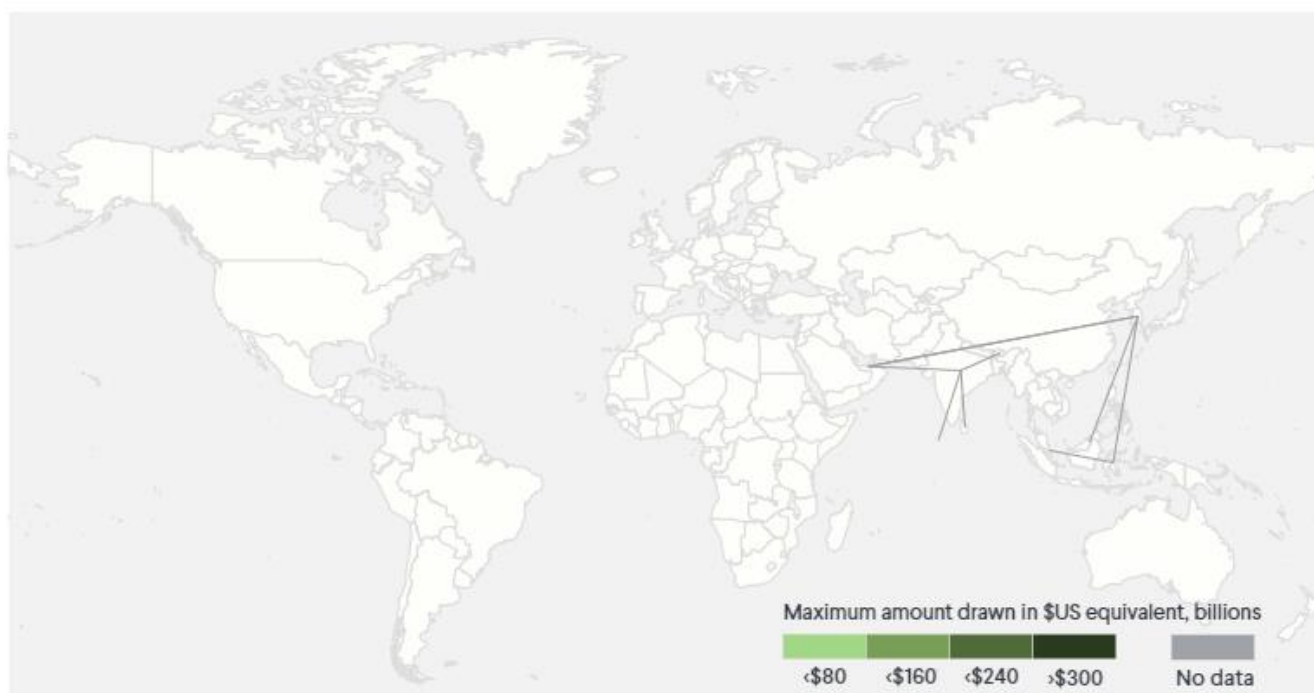 Maximum amount drawn in $US equivalent, billions
<$80 <$160 <$240 >$300 No data